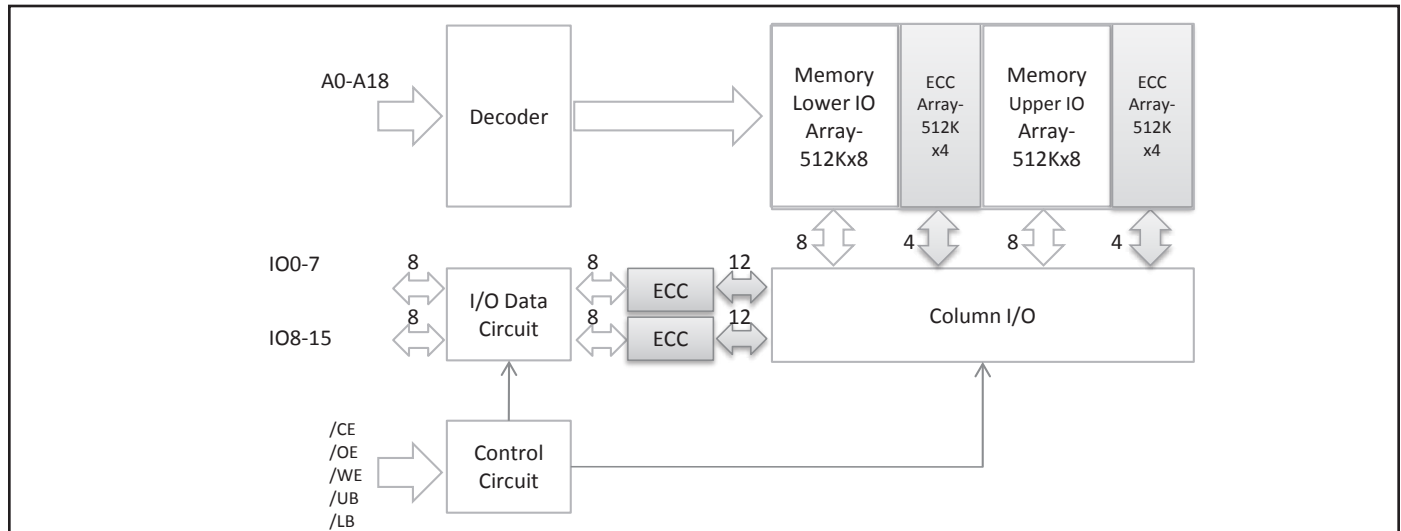 A0-A18
Decoder
Memory
Lower IO
Array-
512Kx8
ECC
Array-
512K
x4
Memory
Upper IO
Array-
512Kx8
ECC
Array-
512K
x4
8
4
8
4
IO0-7
8
8
12
I/O Data
Circuit
ECC
Column I/O
IO8-15
8
8
12
ECC
/CE
/OE
/WE
/UB
/LB
Control
Circuit